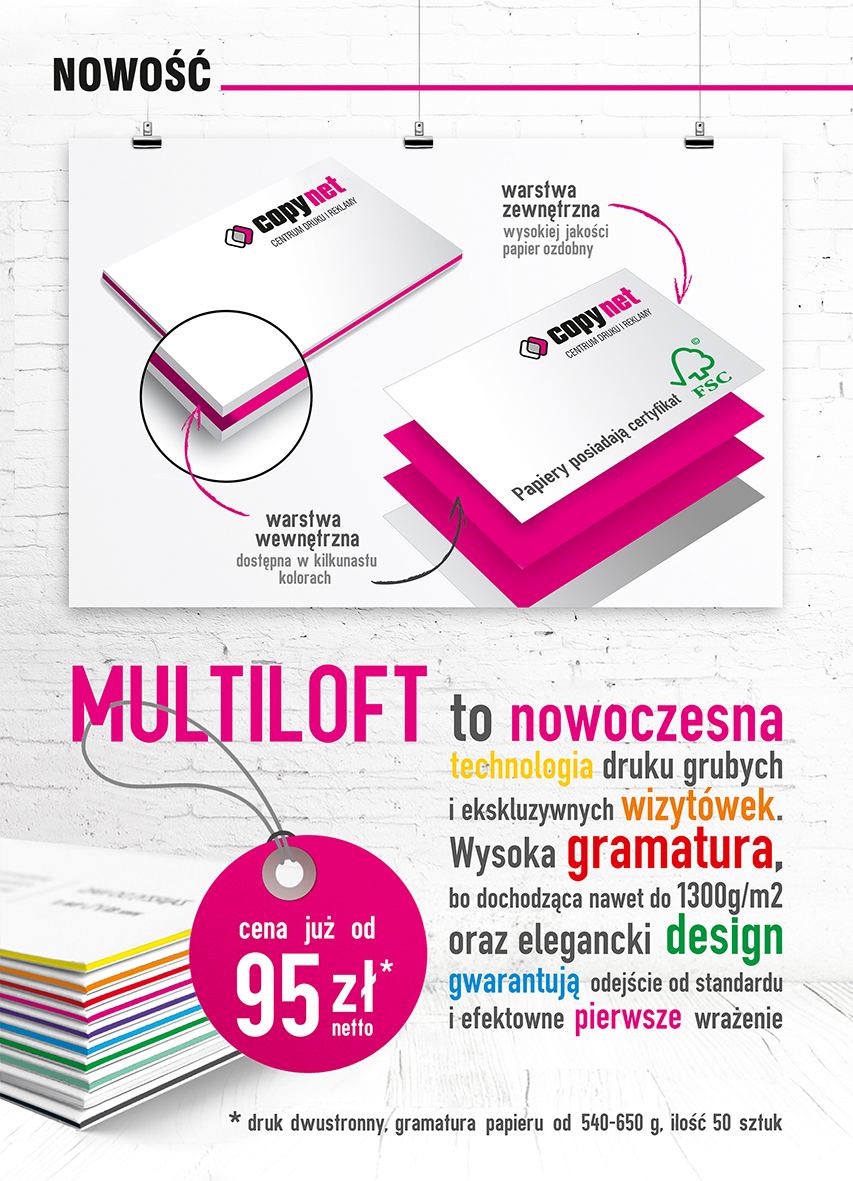 NOWOŚĆ
copynet
CENTRUM DRUKU I REKLAMY
warstwa
zewnętrzna
wysokiej jakości
papier ozdobny
copynet
CENTRUM DRUKU I REKLAMY
©
FSC
Papiery posiadają certyfikat
warstwa
wewnętrzna
dostępna w kilkunastu
kolorach
MULTILOFT to nowoczesna
technologia druku grubych
i ekskluzywnych wizytówek.
Wysoka gramatura,
bo dochodząca nawet do 1300g/m2
oraz elegancki design
gwarantują odejście od standardu
i efektowne pierwsze wrażenie
cena już od
95 zł*
netto
* druk dwustronny, gramatura papieru od 540-650 g, ilość 50 sztuk